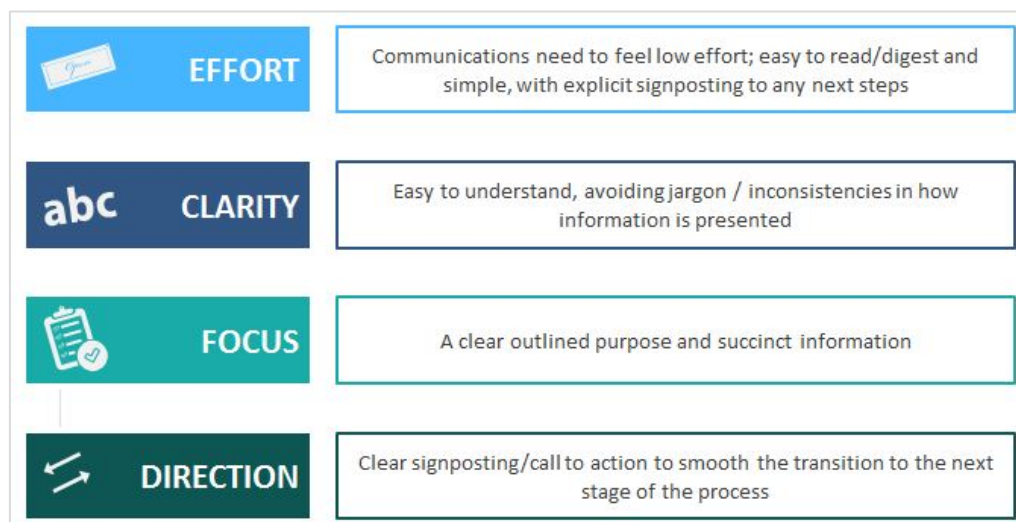 EFFORT
Communications need to feel low effort; easy to read/digest and
simple, with explicit signposting to any next steps
abc
CLARITY
Easy to understand, avoiding jargon / inconsistencies in how
information is presented
FOCUS
A clear outlined purpose and succinct information
DIRECTION
Clear signposting/call to action to smooth the transition to the next
stage of the process